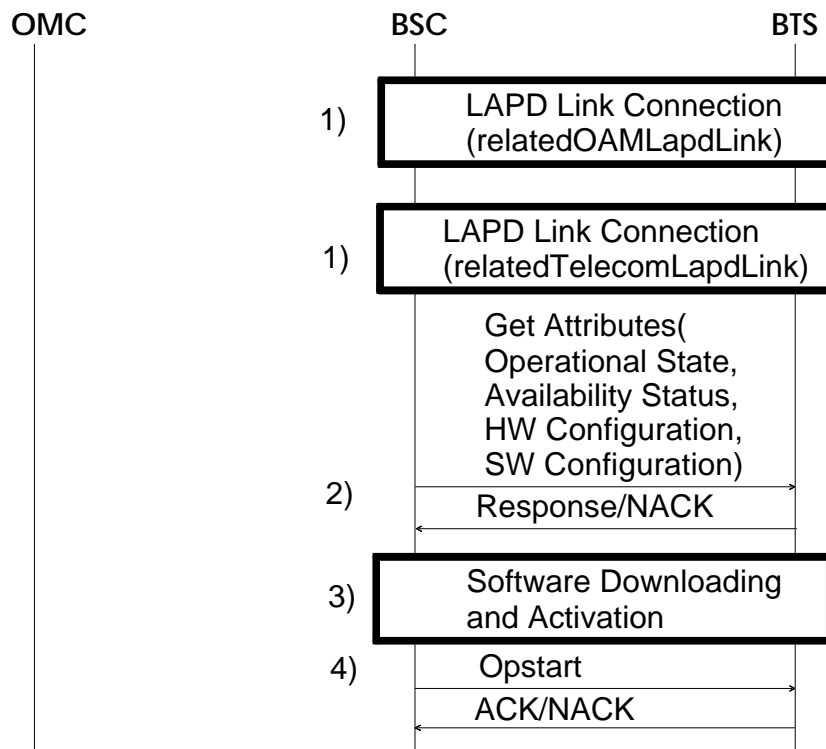 OMC BSC BTS
1) LAPD Link Connection
(relatedOAMLapdLink)
1) LAPD Link Connection
(relatedTelecomLapdLink)
Get Attributes(
Operational State,
Availability Status,
HW Configuration,
SW Configuration)
2) Response/NACK
3) Software Downloading
and Activation
4) Opstart
ACK/NACK